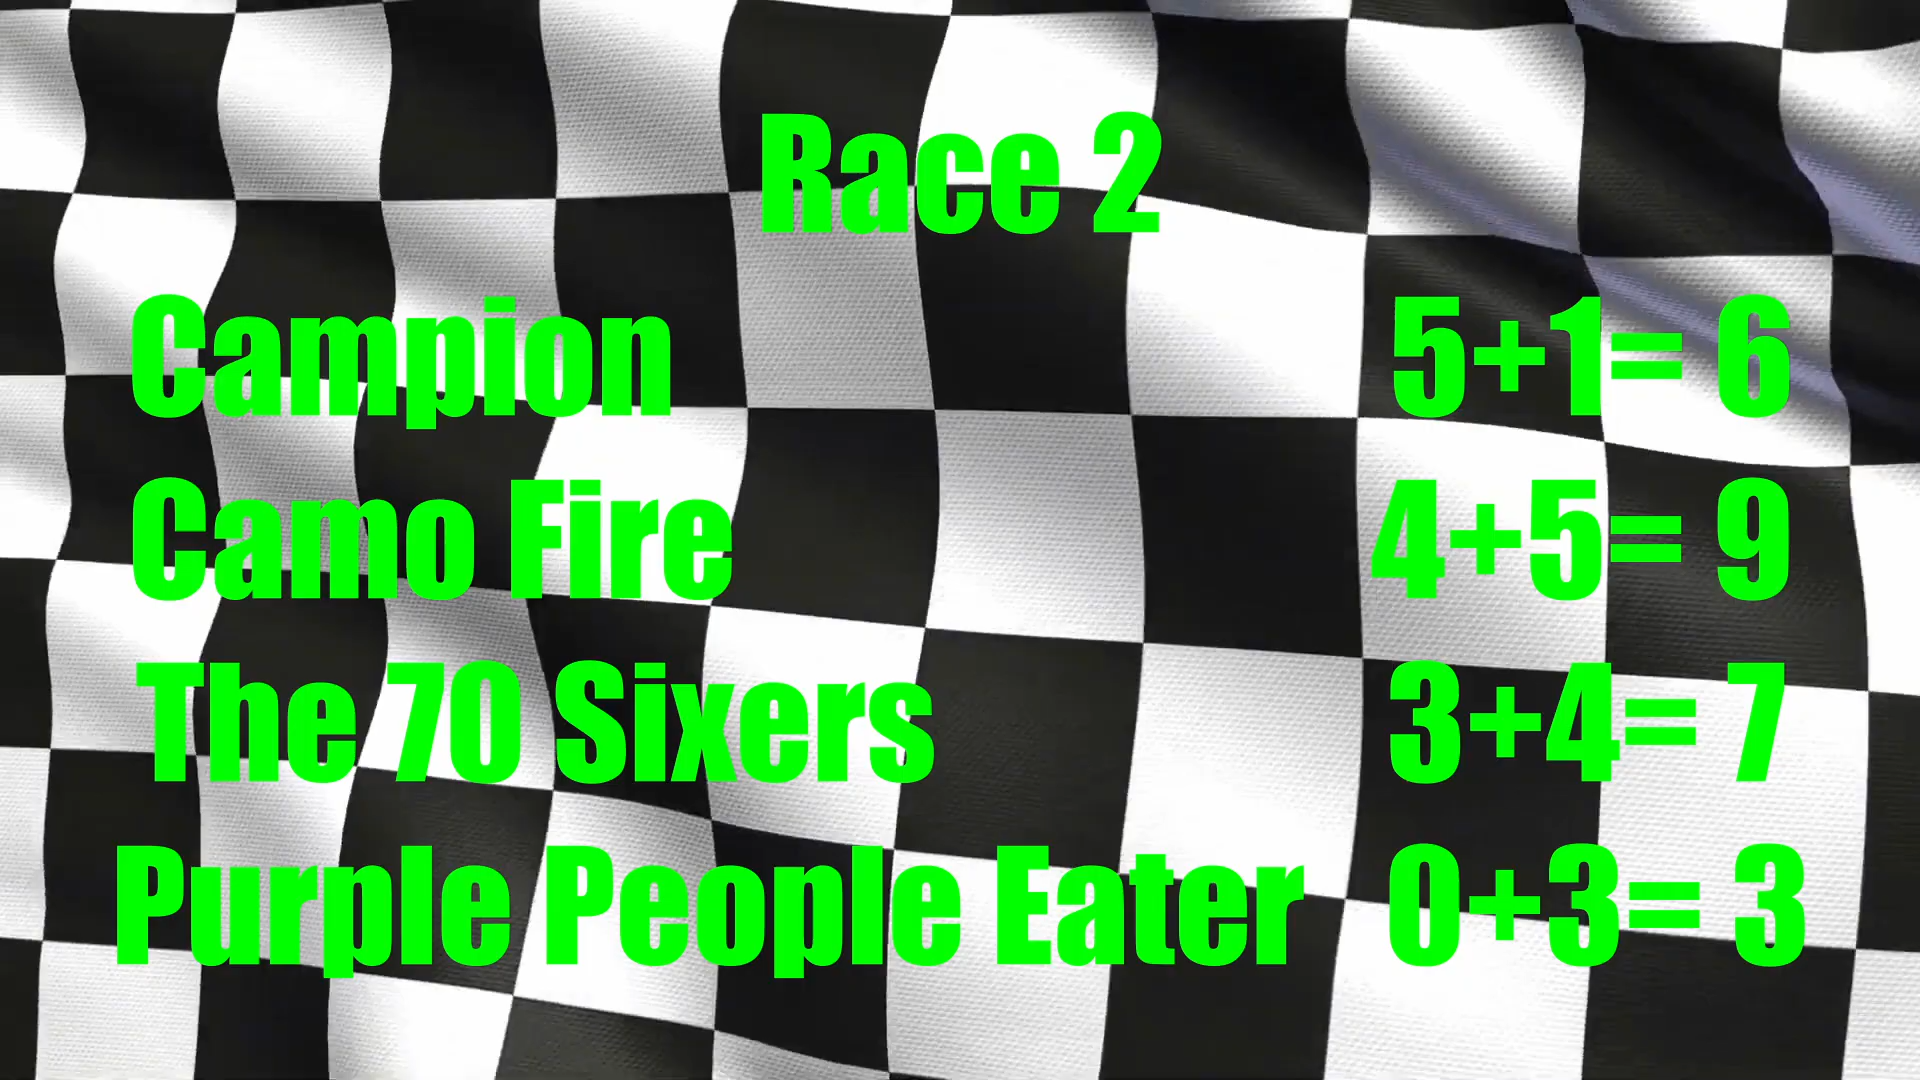 Race 2
Campion 5+1= 6
Camo Fire 4+5= 9
The 70 Sixers 3+4= 7
Purple People Eater 0+3= 3